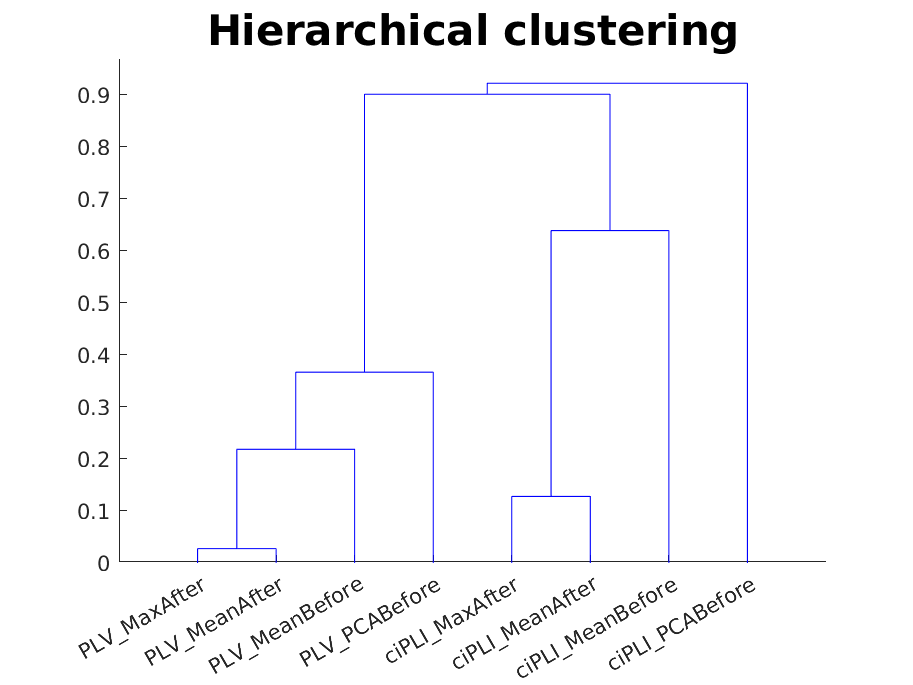 Hierarchical clustering
0.9
0.8
0.7
0.6
0.5
0.4
0.3
0.2
0.1
0
PLV_MaxAfter
PLV_MeanAfter
PLV_MeanBefore
PLV_PCABefore
ciPLI_MaxAfter
ciPLI_MeanAfter
ciPLI_MeanBefore
ciPLI_PCABefore